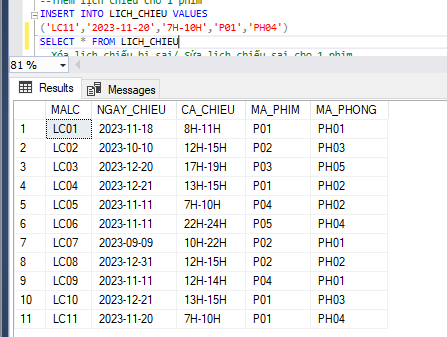 --Thêm lịch chiếu cho 1 phim
INSERT INTO LICH_CHIEU VALUES
('LC11','2023-11-20','7H-10H','P01','PH04')
SELECT * FROM LICH_CHIEU
Xóa lịch chiếu bị sai/ Sửa lịch chiếu sai cho 1 phim
81 %
Results Messages
MALC NGAY_CHIEU CA_CHIEU MA_PHIM MA_PHONG
1 LC01 2023-11-18 8H-11H P01 PH01
2 LC02 2023-10-10 12H-15H P02 PH03
3 LC03 2023-12-20 17H-19H P03 PH05
4 LC04 2023-12-21 13H-15H P01 PH02
5 LC05 2023-11-11 7H-10H P04 PH02
6 LC06 2023-11-11 22H-24H P05 PH04
7 LC07 2023-09-09 10H-22H P02 PH01
8 LC08 2023-12-31 12H-15H P02 PH02
9 LC09 2023-11-11 12H-14H P04 PH01
10 LC10 2023-12-21 13H-15H P01 PH03
11 LC11 2023-11-20 7H-10H P01 PH04